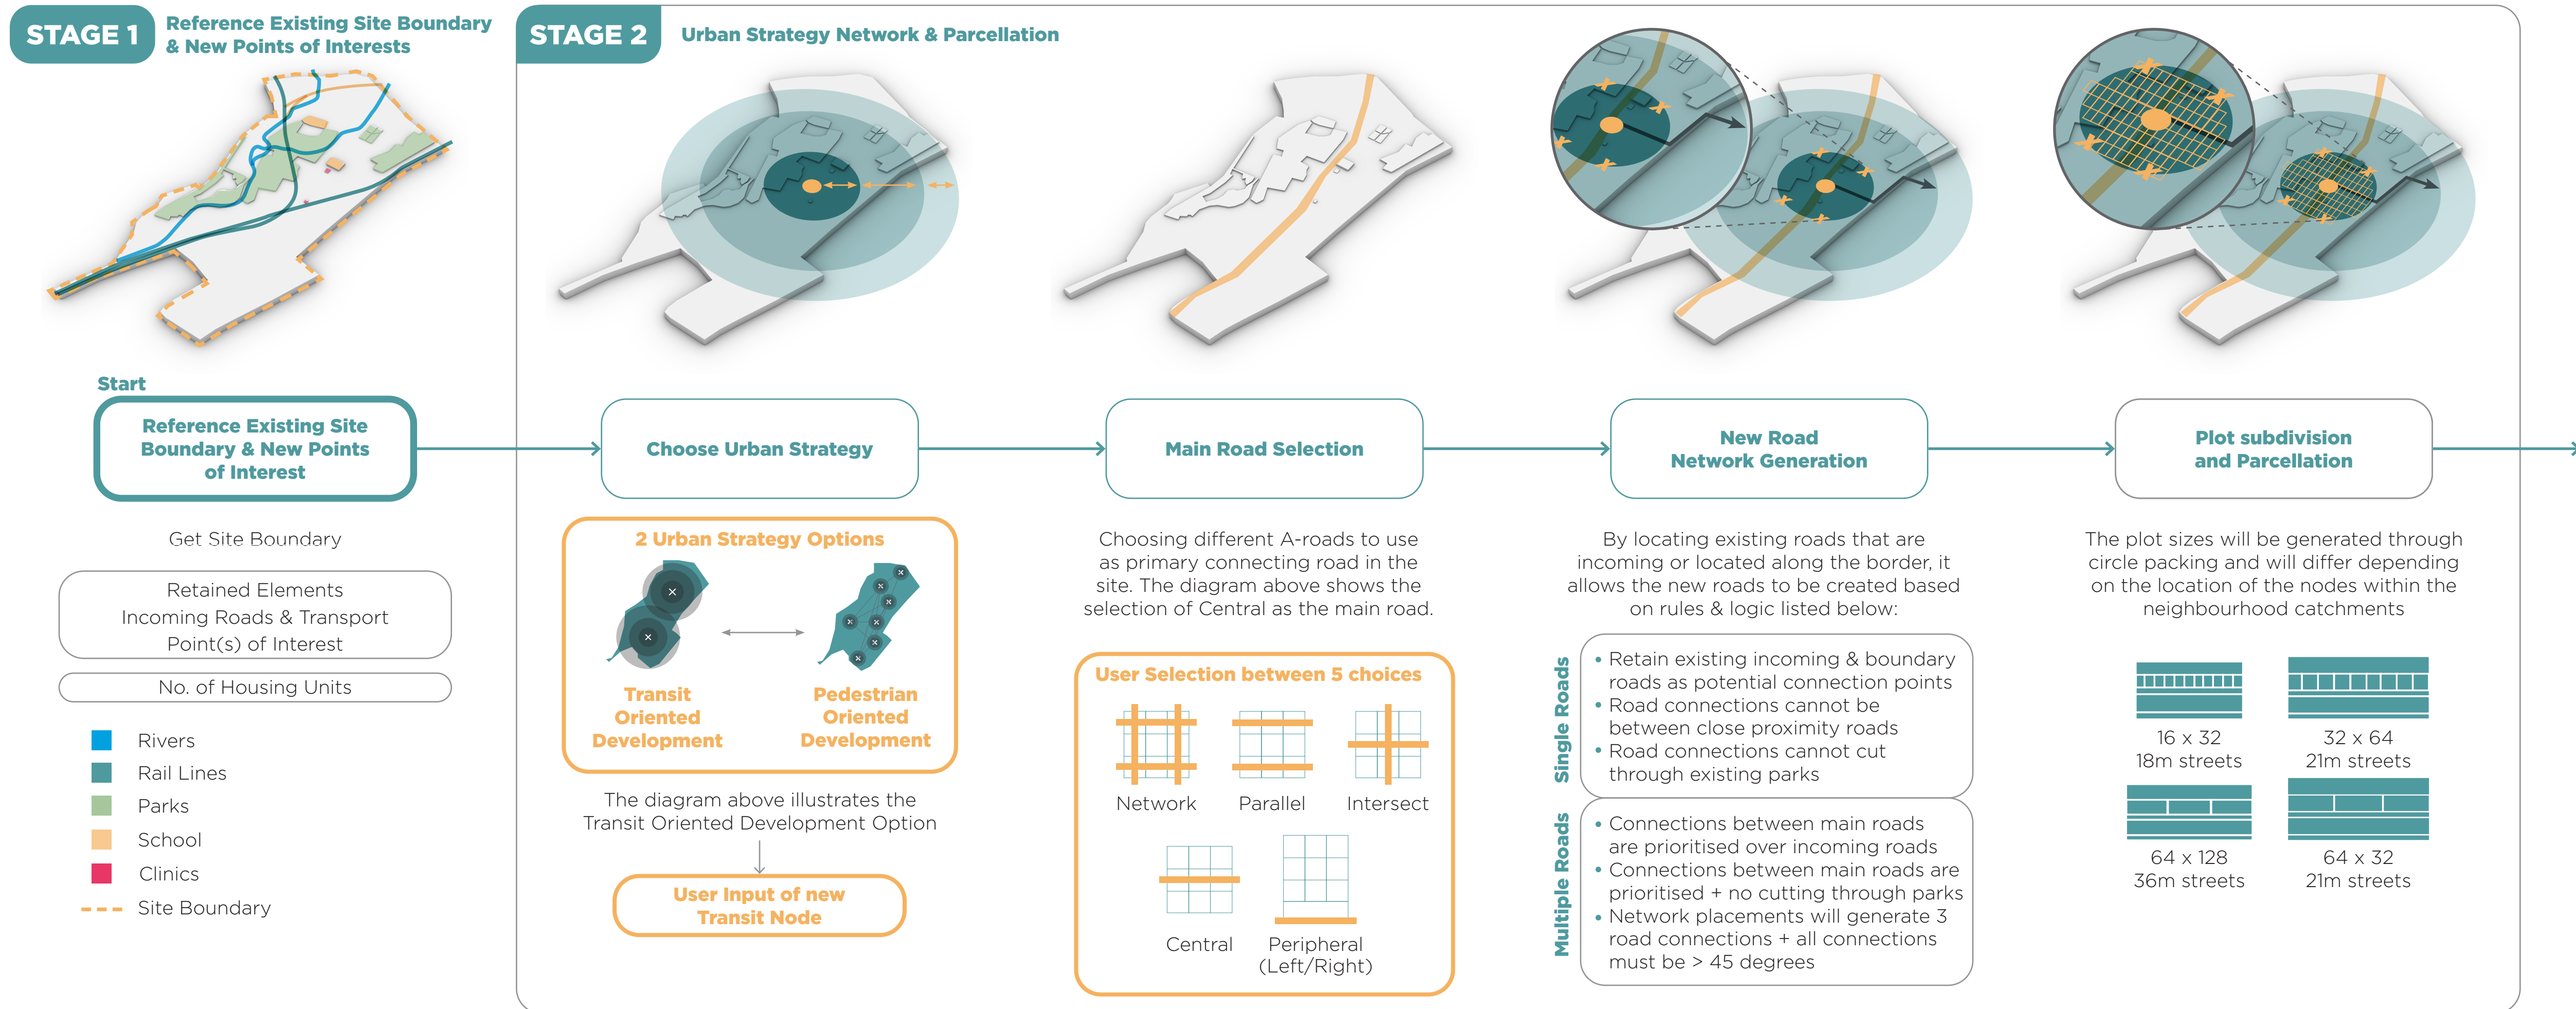 STAGE 1
Reference Existing Site Boundary
& New Points of Interests
STAGE 2
Urban Strategy Network & Parcellation
Start
Reference Existing Site
Boundary & New Points
of Interest
Get Site Boundary
Retained Elements
Incoming Roads & Transport
Point(s) of Interest
No. of Housing Units
Rivers
Rail Lines
Parks
School
Clinics
Site Boundary
Choose Urban Strategy
2 Urban Strategy Options
Transit
Oriented
Development
Pedestrian
Oriented
Development
The diagram above illustrates the
Transit Oriented Development Option
User Input of new
Transit Node
Main Road Selection
Choosing different A-roads to use
as primary connecting road in the
site. The diagram above shows the
selection of Central as the main road.
User Selection between 5 choices
Network
Parallel
Intersect
Central
Peripheral
(Left/Right)
New Road
Network Generation
By locating existing roads that are
incoming or located along the border, it
allows the new roads to be created based
on rules & logic listed below:
Single Roads
• Retain existing incoming & boundary
roads as potential connection points
• Road connections cannot be
between close proximity roads
• Road connections cannot cut
through existing parks
Multiple Roads
• Connections between main roads
are prioritised over incoming roads
• Connections between main roads are
prioritised + no cutting through parks
• Network placements will generate 3
road connections + all connections
must be > 45 degrees
Plot subdivision
and Parcellation
The plot sizes will be generated through
circle packing and will differ depending
on the location of the nodes within the
neighbourhood catchments
16 x 32
18m streets
32 x 64
21m streets
64 x 128
36m streets
64 x 32
21m streets